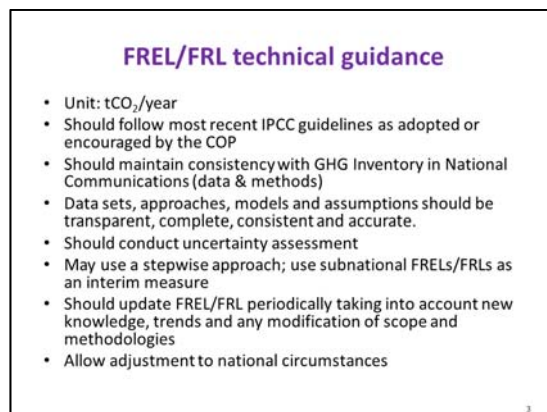 FREL/FRL technical guidance
• Unit: tCO₂/year
• Should follow most recent IPCC guidelines as adopted or
encouraged by the COP
• Should maintain consistency with GHG Inventory in National
Communications (data & methods)
• Data sets, approaches, models and assumptions should be
transparent, complete, consistent and accurate.
• Should conduct uncertainty assessment
• May use a stepwise approach; use subnational FRELs/FRLs as
an interim measure
• Should update FREL/FRL periodically taking into account new
knowledge, trends and any modification of scope and
methodologies
• Allow adjustment to national circumstances
3